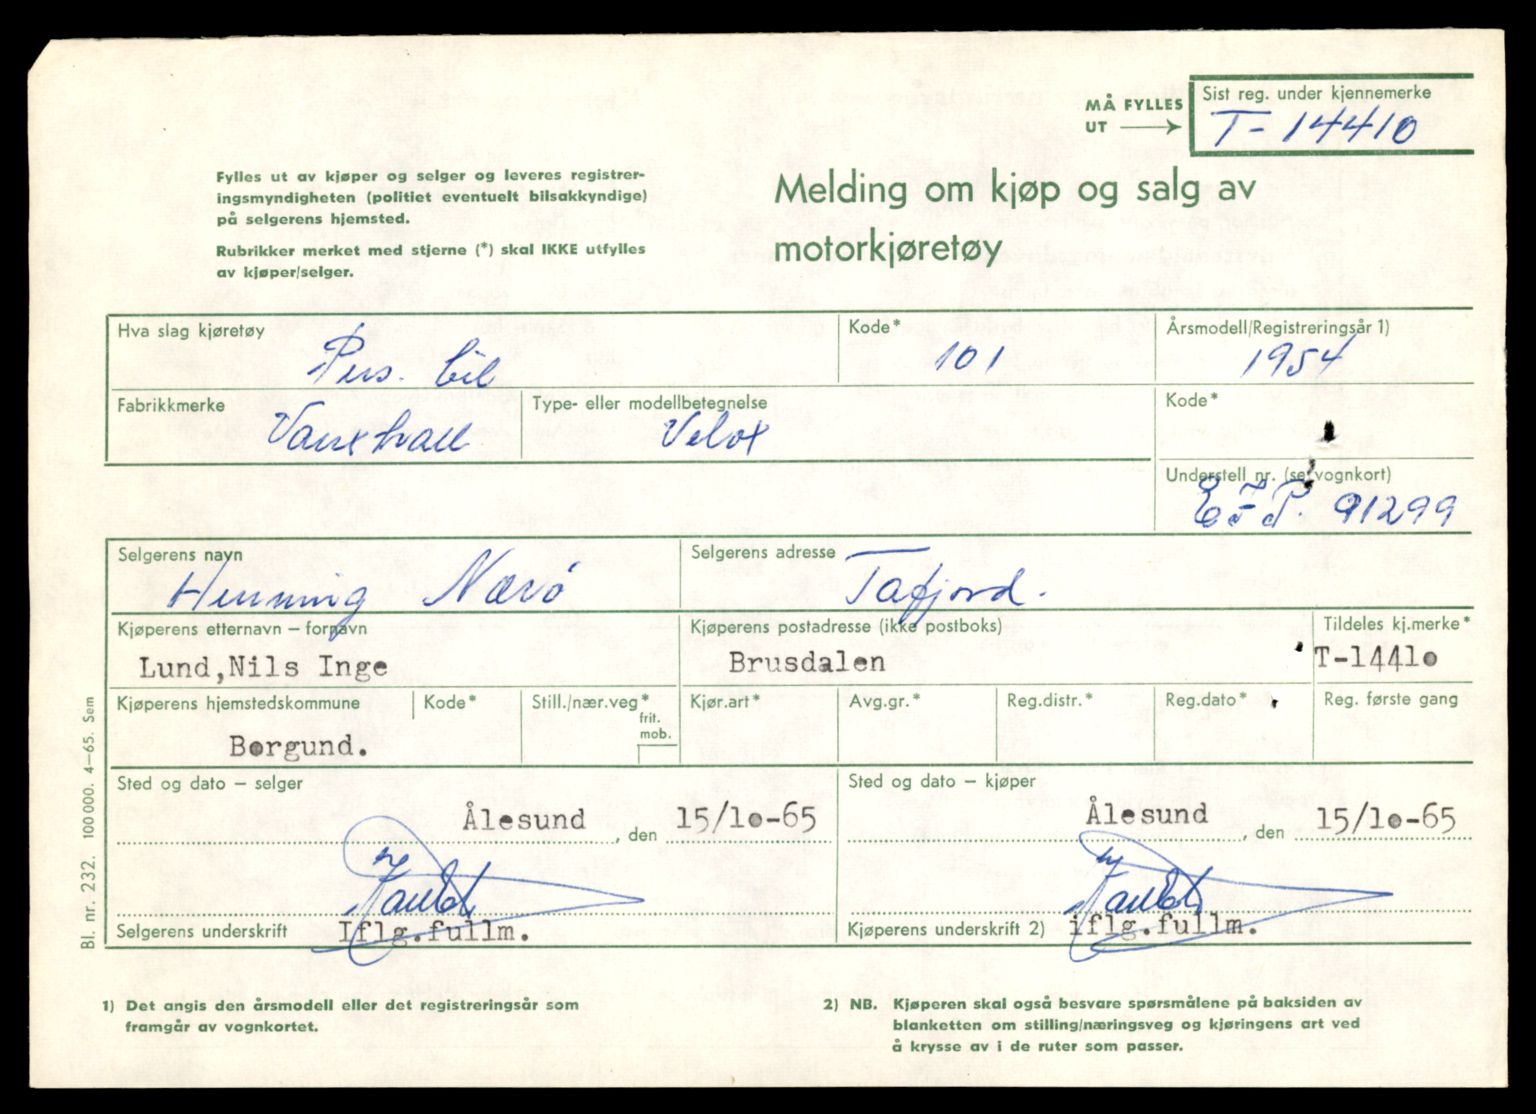 MÅ FYLLES
UT
Sist reg. under kjennemerke
T-14410
Fylles ut av kjøper og selger og leveres registrer-
ingsmyndigheten (politiet eventuelt bilsakkyndige)
på selgerens hjemsted.
Rubrikker merket med stjerne (*) skal IKKE utfylles
av kjøper/selger.
Melding om kjøp og salg av
motorkjøretøy
Hva slag kjøretøy
Pers. bil
Kode*
101
Årsmodell/Registreringsår 1)
1954
Fabrikkmerke
Vauxhall
Type- eller modellbetegnelse
Velox
Kode*
Understell nr. (se vognkort)
E.I.P. 91299
Selgerens navn
Henning Nærø
Selgerens adresse
Tafjord.
Kjøperens etternavn – fornavn
Lund,Nils Inge
Kjøperens postadresse (ikke postboks)
Brusdalen
Tildeles kj.merke*
T-14410
Kjøperens hjemstedskommune
Borgund.
Kode*
Still./nær.veg*
frit.
mob.
Kjør.art*
Avg.gr.*
Reg.distr.*
Reg.dato*
Reg. første gang
Sted og dato – selger
Ålesund, den 15/10-65
Sted og dato – kjøper
Ålesund, den 15/10-65
Selgerens underskrift Iflg.fullm.
Kjøperens underskrift 2) iflg.fullm.
1) Det angis den årsmodell eller det registreringsår som
framgår av vognkortet.
2) NB. Kjøperen skal også besvare spørsmålene på baksiden av
blanketten om stilling/næringsveg og kjøringens art ved
å krysse av i de ruter som passer.
Bl. nr. 232. 100 000. 4–65. Sem